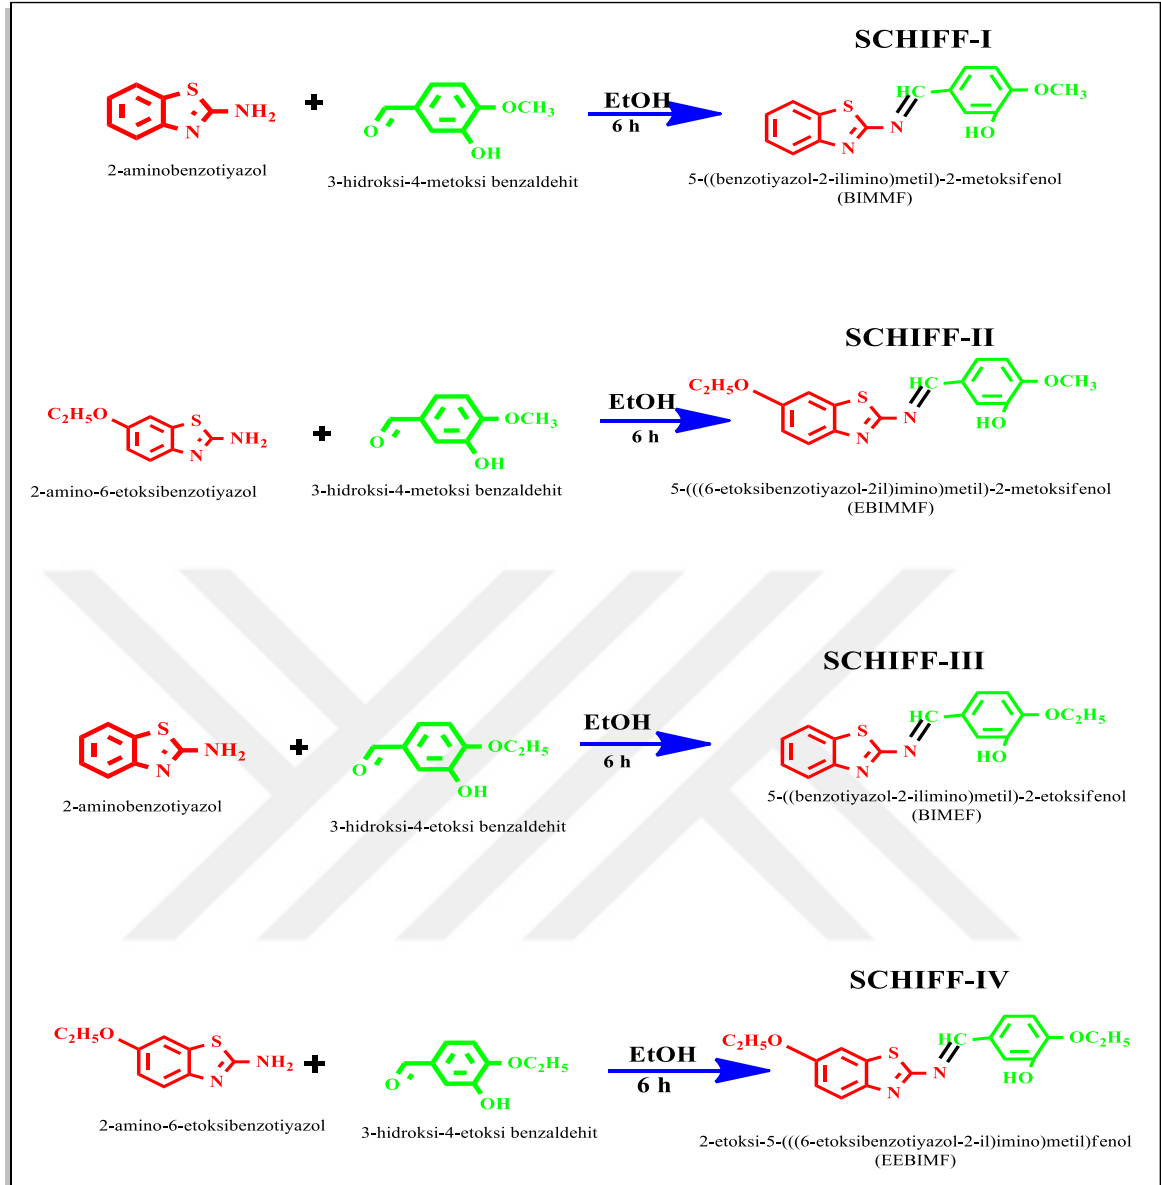 SCHIFF-I
S
N
NH2
+
O
OCH3
OH
EtOH
6 h
S
N
N
HC
HO
OCH3
2-aminobenzotiyazol
3-hidroksi-4-metoksi benzaldehit
5-((benzotiyazol-2-ilimino)metil)-2-metoksifenol
(BIMMF)
SCHIFF-II
C2H5O
S
N
NH2
+
O
OCH3
OH
EtOH
6 h
C2H5O
S
N
N
HC
HO
OCH3
2-amino-6-etoksibenzotiyazol
3-hidroksi-4-metoksi benzaldehit
5-(((6-etoksibenzotiyazol-2il)imino)metil)-2-metoksifenol
(EBIMMF)
SCHIFF-III
S
N
NH2
+
O
OC2H5
OH
EtOH
6 h
S
N
N
HC
HO
OC2H5
2-aminobenzotiyazol
3-hidroksi-4-etoksi benzaldehit
5-((benzotiyazol-2-ilimino)metil)-2-etoksifenol
(BIMEF)
SCHIFF-IV
C2H5O
S
N
NH2
+
O
OC2H5
OH
EtOH
6 h
C2H5O
S
N
N
HC
HO
OC2H5
2-amino-6-etoksibenzotiyazol
3-hidroksi-4-etoksi benzaldehit
2-etoksi-5-(((6-etoksibenzotiyazol-2-il)imino)metil)fenol
(EEBIMF)